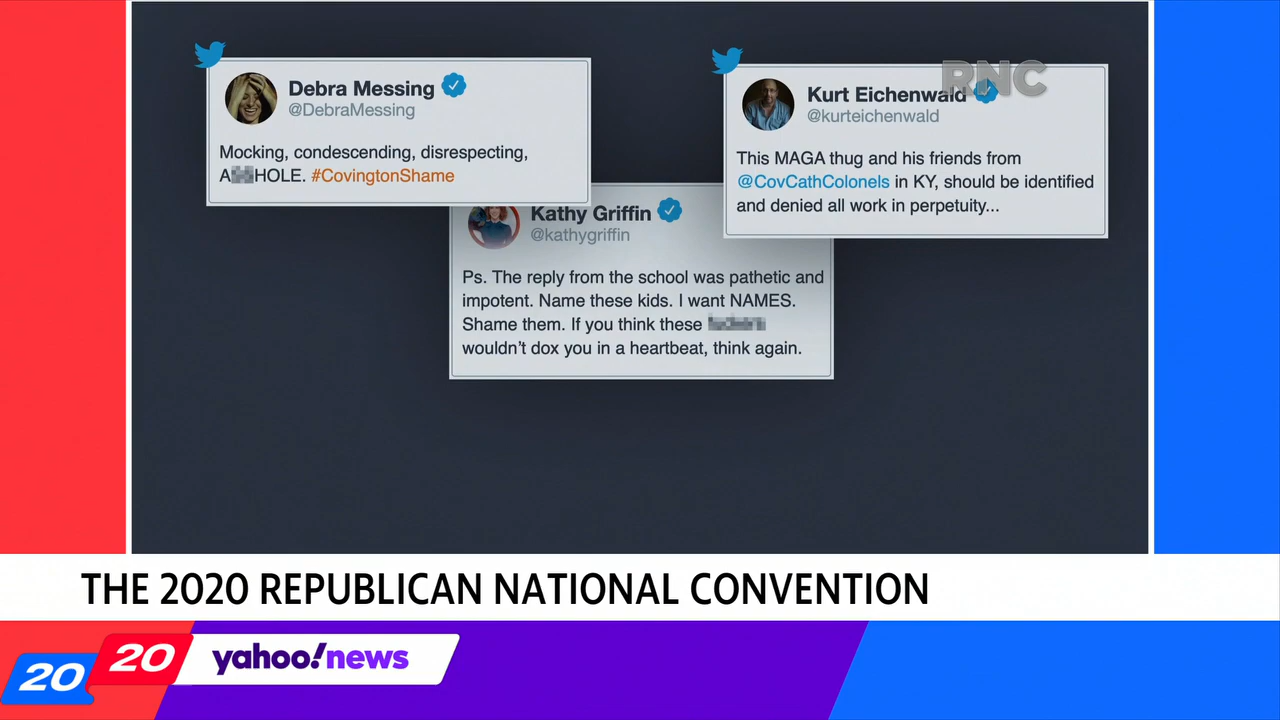 Debra Messing
@DebraMessing
Mocking, condescending, disrespecting,
A HOLE. #CovingtonShame
RNC
Kurt Eichenwald
@kurteichenwald
This MAGA thug and his friends from
@CovCathColonels in KY, should be identified
and denied all work in perpetuity...
Kathy Griffin
@kathygriffin
Ps. The reply from the school was pathetic and
impotent. Name these kids. I want NAMES.
Shame them. If you think these
wouldn't dox you in a heartbeat, think again.
THE 2020 REPUBLICAN NATIONAL CONVENTION
20 20 yahoo!news